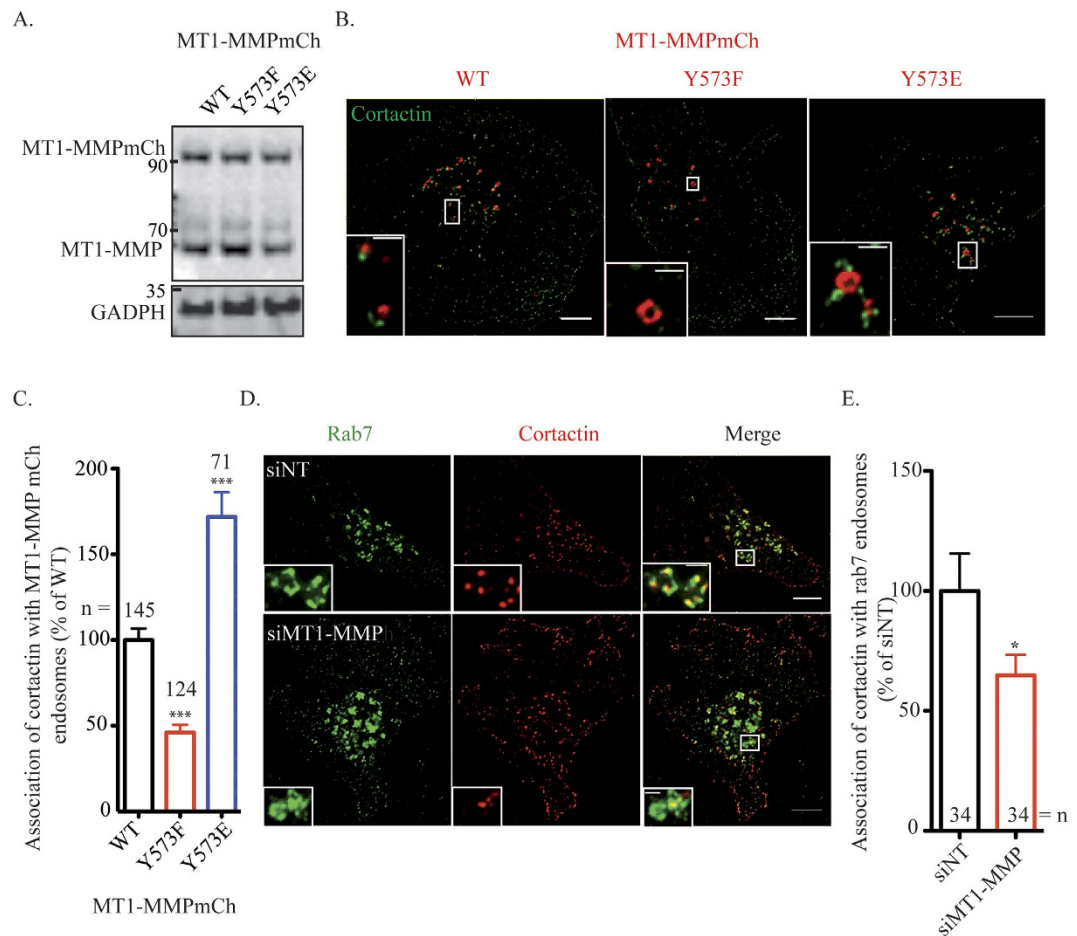 A.
MT1-MMPmCh
WT Y573F Y573E
MT1-MMPmCh
90
70
MT1-MMP
35
GADPH
B.
MT1-MMPmCh
WT Y573F Y573E
Cortactin
C.
Association of cortactin with MT1-MMP mCh
endosomes (% of WT)
200
150
100
50
0
n =
145
124
***
71
***
WT Y573F Y573E
MT1-MMPmCh
D.
Rab7 Cortactin Merge
siNT
siMT1-MMP
E.
Association of cortactin with rab7 endosomes
(% of siNT)
150
100
50
0
*
34 34 = n
siNT siMT1-MMP